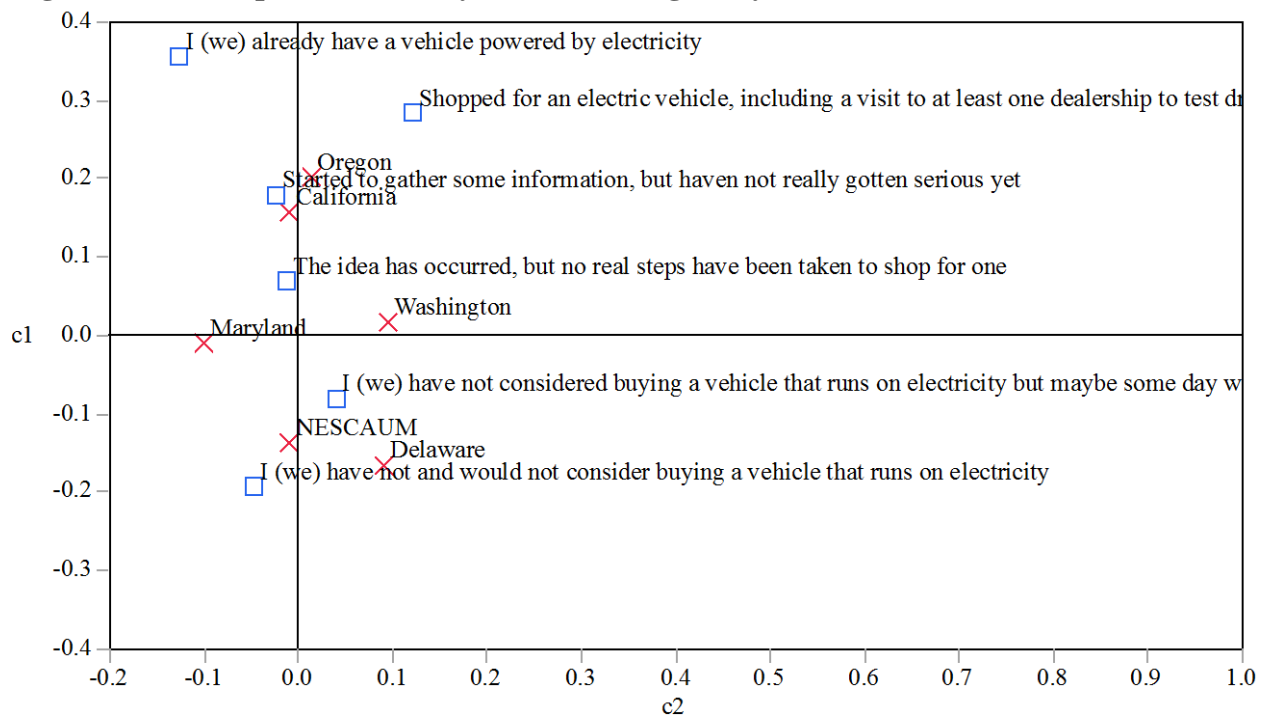 0.4
I (we) already have a vehicle powered by electricity
0.3
Shopped for an electric vehicle, including a visit to at least one dealership to test
Oregon
0.2
Started to gather some information, but haven not really gotten serious yet
California
0.1
The idea has occurred, but no real steps have been taken to shop for one
Washington
Maryland
c1
0.0
I (we) have not considered buying a vehicle that runs on electricity but maybe some day
-0.1
NESCAUM
Delaware
I (we) have not and would not consider buying a vehicle that runs on electricity
-0.2
-0.3
-0.4
-0.2 -0.1 0.0 0.1 0.2 0.3 0.4 0.5 0.6 0.7 0.8 0.9 1.0
c2